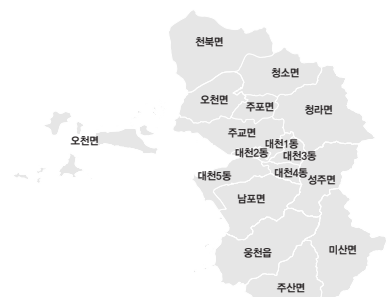 천북면
청소면
오천면
주포면
청라면
주교면
오천면
대천1동
대천2동
대천3동
대천4동
대천5동
성주면
남포면
웅천읍
미산면
주산면